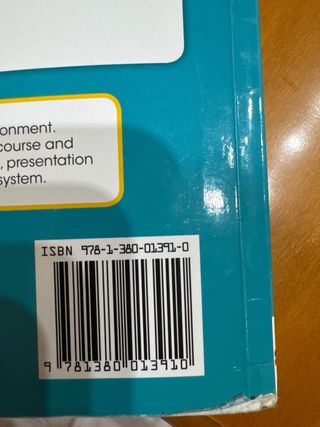 onment.
course and
, presentation
system.
ISBN 978-1-380-01391-0
9 781380 013910